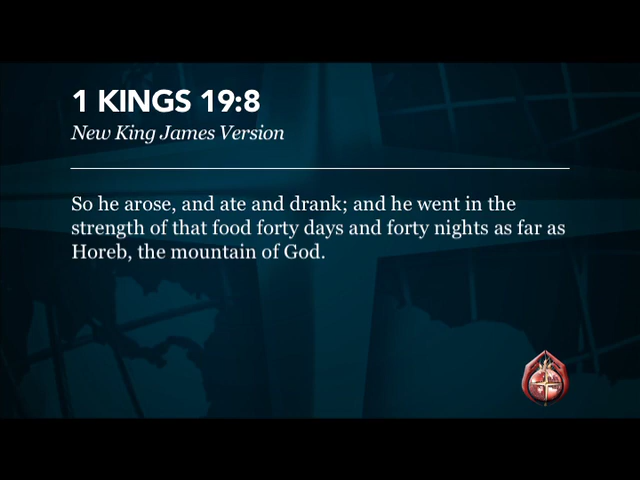 1 KINGS 19:8
New King James Version
So he arose, and ate and drank; and he went in the
strength of that food forty days and forty nights as far as
Horeb, the mountain of God.